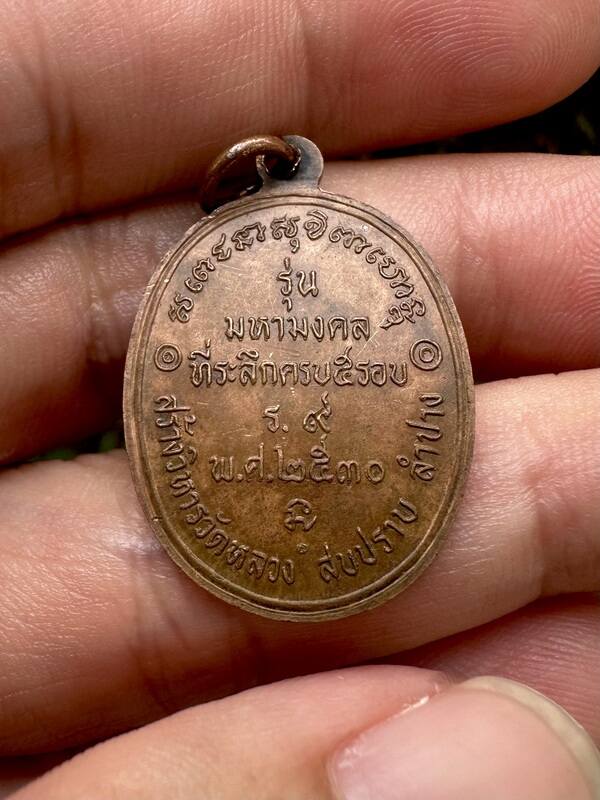 รุ่น
มหามงคล
ที่ระลึกครบ๕รอบ
ร. ๙
พ.ศ.๒๕๓๐
สร้างวิหารวัดหลวง สบปราบ ลำปาง